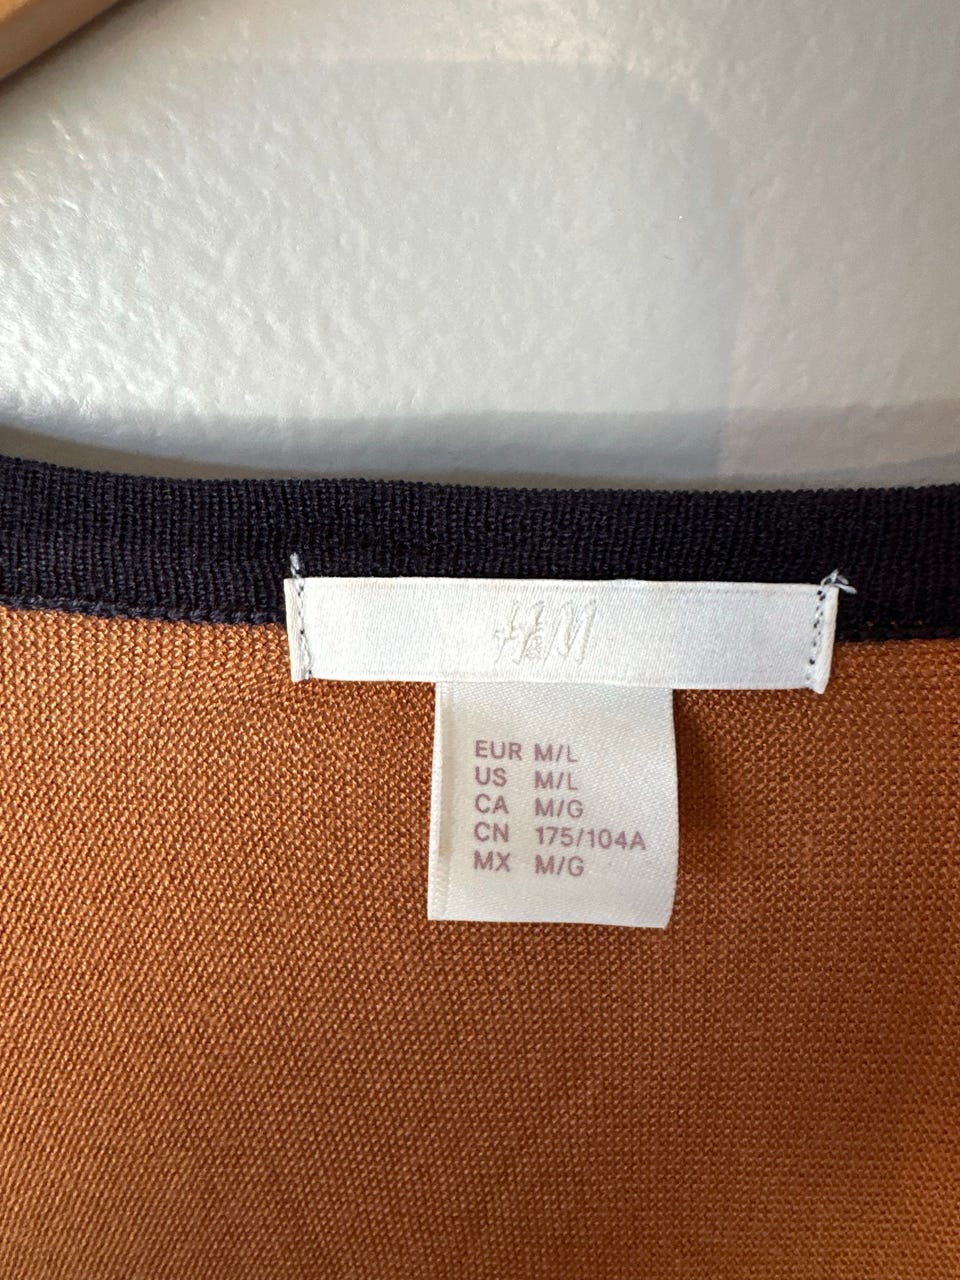 H&M
EUR M/L
US M/L
CA M/G
CN 175/104A
MX M/G